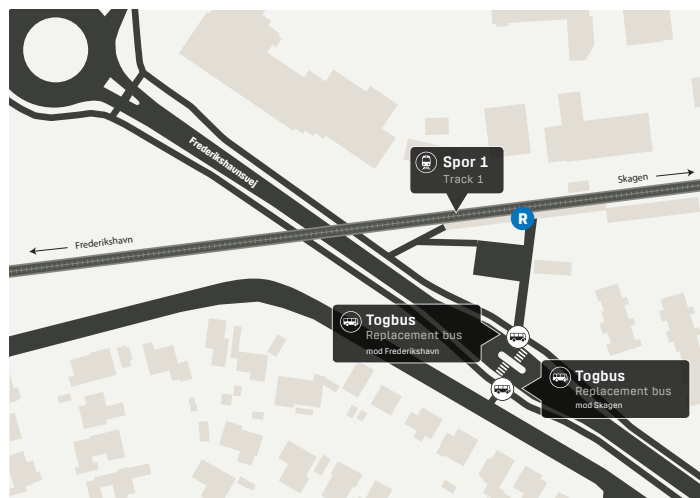 Frederikshavnsvej
Spor 1
Track 1
Skagen
R
Frederikshavn
Togbus
Replacement bus
mod Frederikshavn
Togbus
Replacement bus
mod Skagen